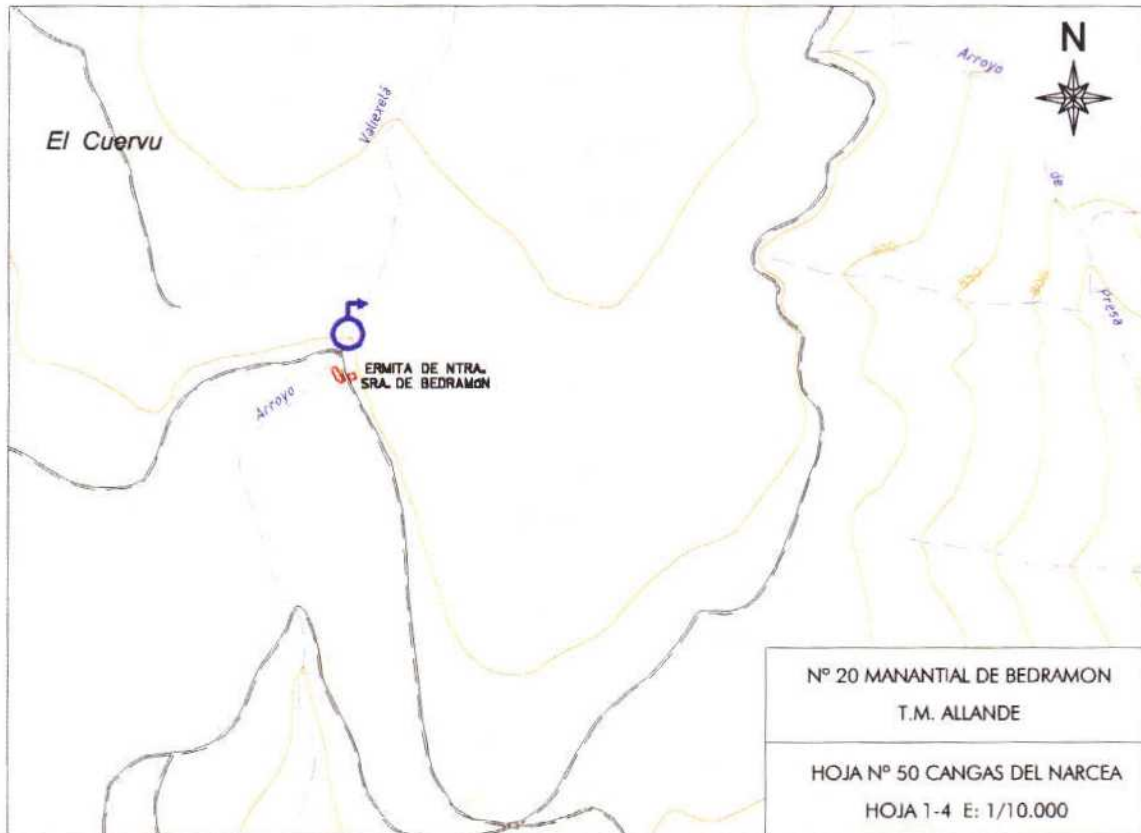 N
Arroyo
Valiexelá
El Cuervu
de
presa
ERMITA DE NTRA.
SRA. DE BEDRAMON
Arroyo
Nº 20 MANANTIAL DE BEDRAMON
T.M. ALLANDE
HOJA Nº 50 CANGAS DEL NARCEA
HOJA 1-4 E: 1/10.000